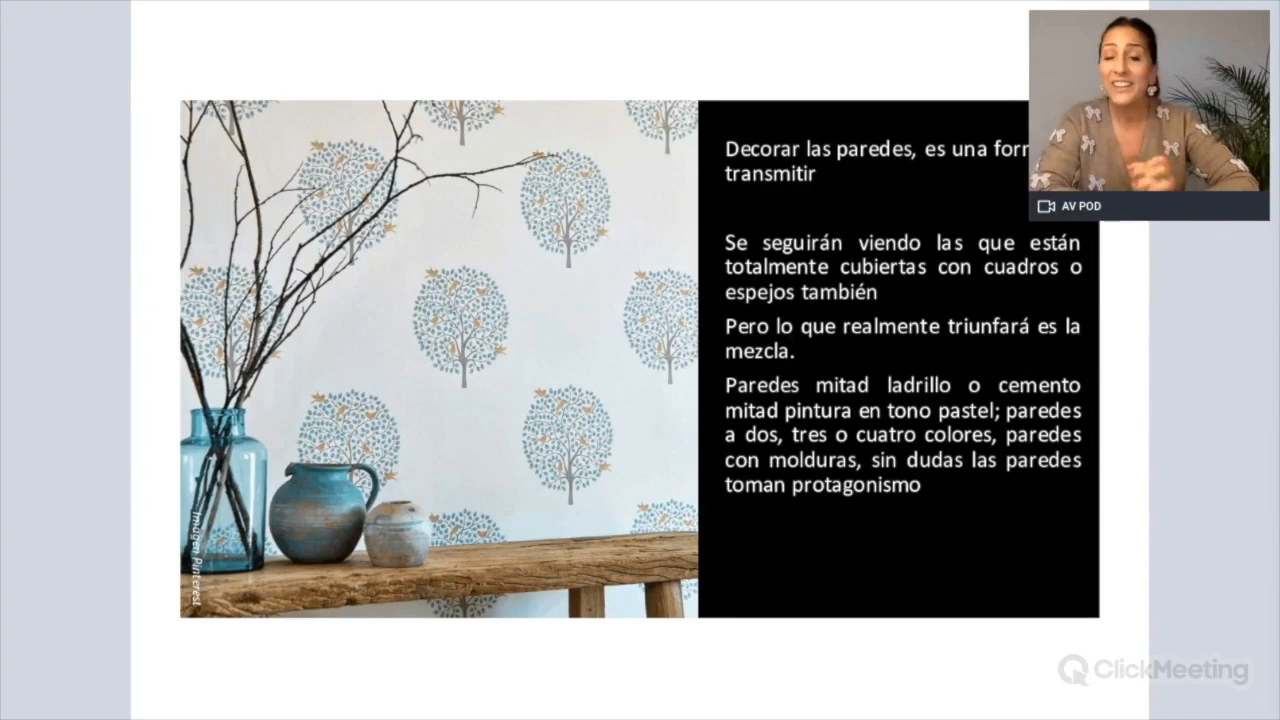 Decorar las paredes, es una
transmitir
Se seguirán viendo las que están
totalmente cubiertas con cuadros o
espejos también
Pero lo que realmente triunfará es la
mezcla.
Paredes mitad ladrillo o cemento
mitad pintura en tono pastel; paredes
a dos, tres o cuatro colores, paredes
con molduras, sin dudas las paredes
toman protagonismo
Imagen Pinterest
AV POD
ClickMeeting